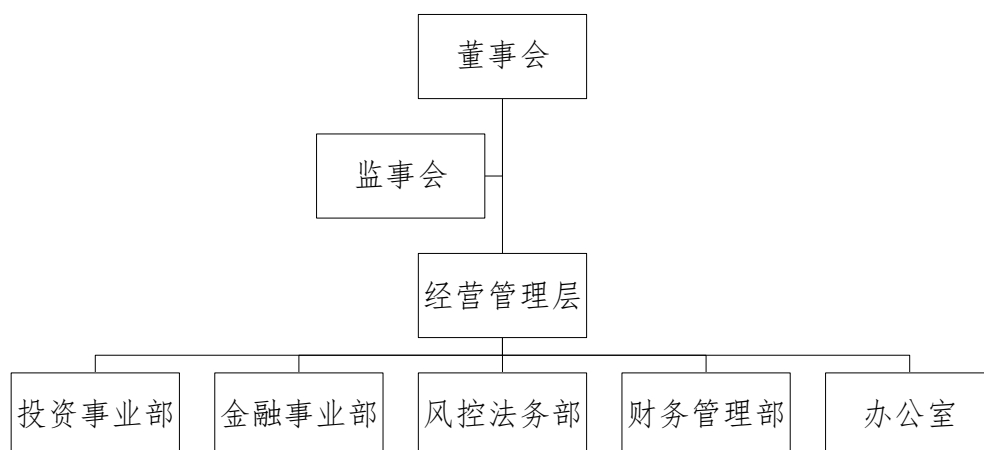 董事会
监事会
经营管理层
投资事业部
金融事业部
风控法务部
财务管理部
办公室